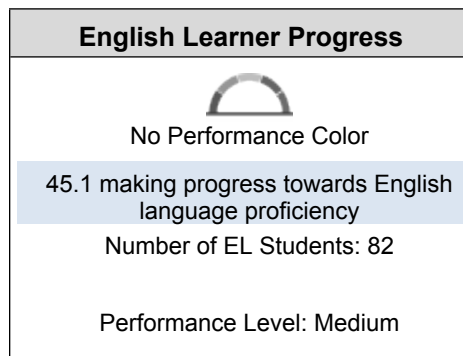 English Learner Progress
No Performance Color
45.1 making progress towards English
language proficiency
Number of EL Students: 82
Performance Level: Medium